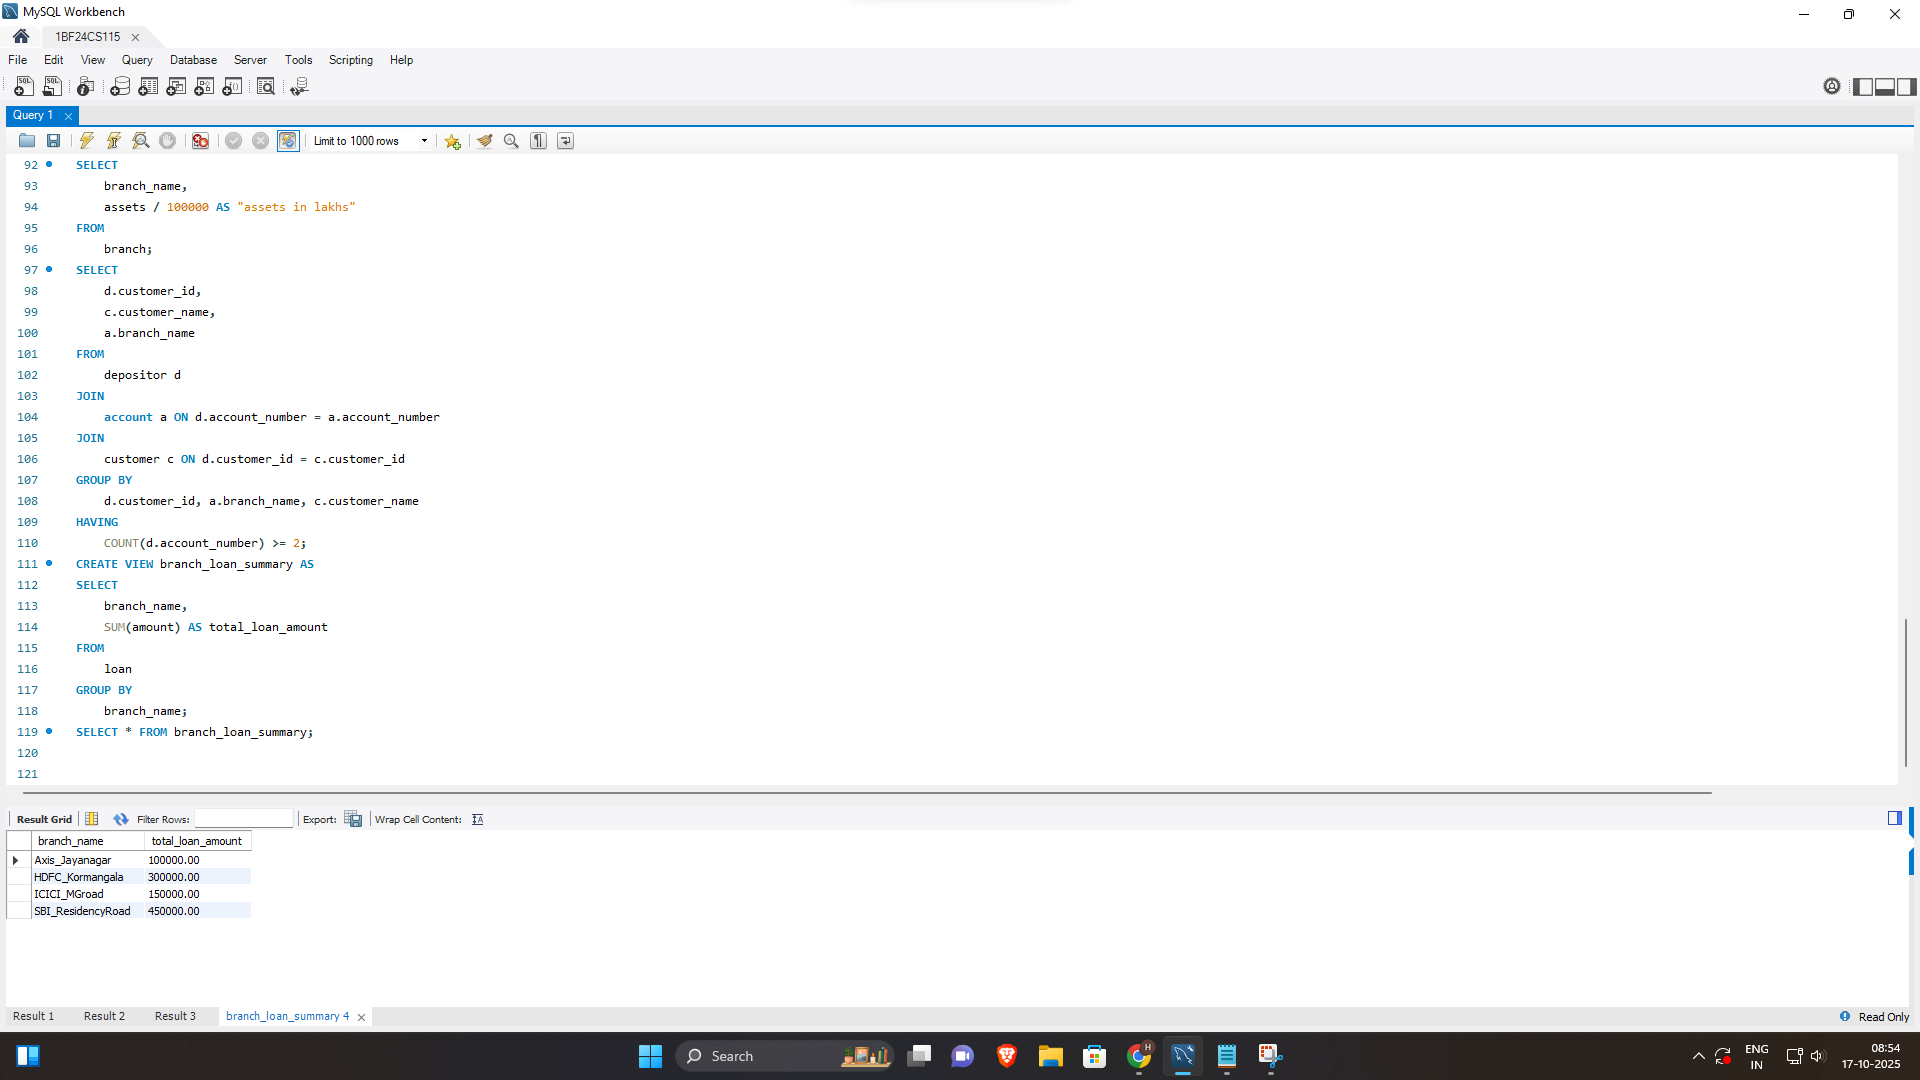 MySQL Workbench
1BF24CS115
File Edit View Query Database Server Tools Scripting Help
Query 1
Limit to 1000 rows
92 SELECT
93 branch_name,
94 assets / 100000 AS "assets in lakhs"
95 FROM
96 branch;
97 SELECT
98 d.customer_id,
99 c.customer_name,
100 a.branch_name
101 FROM
102 depositor d
103 JOIN
104 account a ON d.account_number = a.account_number
105 JOIN
106 customer c ON d.customer_id = c.customer_id
107 GROUP BY
108 d.customer_id, a.branch_name, c.customer_name
109 HAVING
110 COUNT(d.account_number) >= 2;
111 CREATE VIEW branch_loan_summary AS
112 SELECT
113 branch_name,
114 SUM(amount) AS total_loan_amount
115 FROM
116 loan
117 GROUP BY
118 branch_name;
119 SELECT * FROM branch_loan_summary;
120
121
Result Grid Filter Rows: Export: Wrap Cell Content:
branch_name total_loan_amount
Axis_Jayanagar 100000.00
HDFC_Kormangala 300000.00
ICICI_MGroad 150000.00
SBI_ResidencyRoad 450000.00
Result 1 Result 2 Result 3 branch_loan_summary 4 Read Only
Search
ENG
IN
08:54
17-10-2025